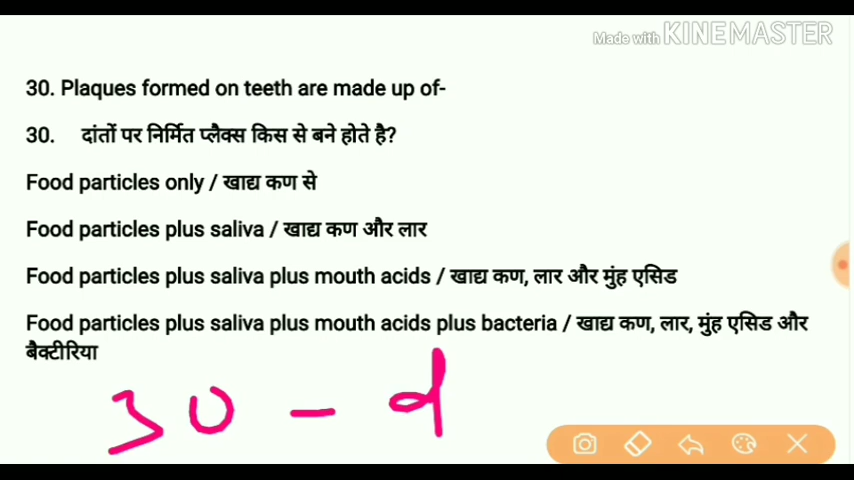 Made with KINEMASTER
30. Plaques formed on teeth are made up of-
30. दांतों पर निर्मित प्लैक्स किस से बने होते है?
Food particles only / खाद्य कण से
Food particles plus saliva / खाद्य कण और लार
Food particles plus saliva plus mouth acids / खाद्य कण, लार और मुंह एसिड
Food particles plus saliva plus mouth acids plus bacteria / खाद्य कण, लार, मुंह एसिड और
बैक्टीरिया
30 - d